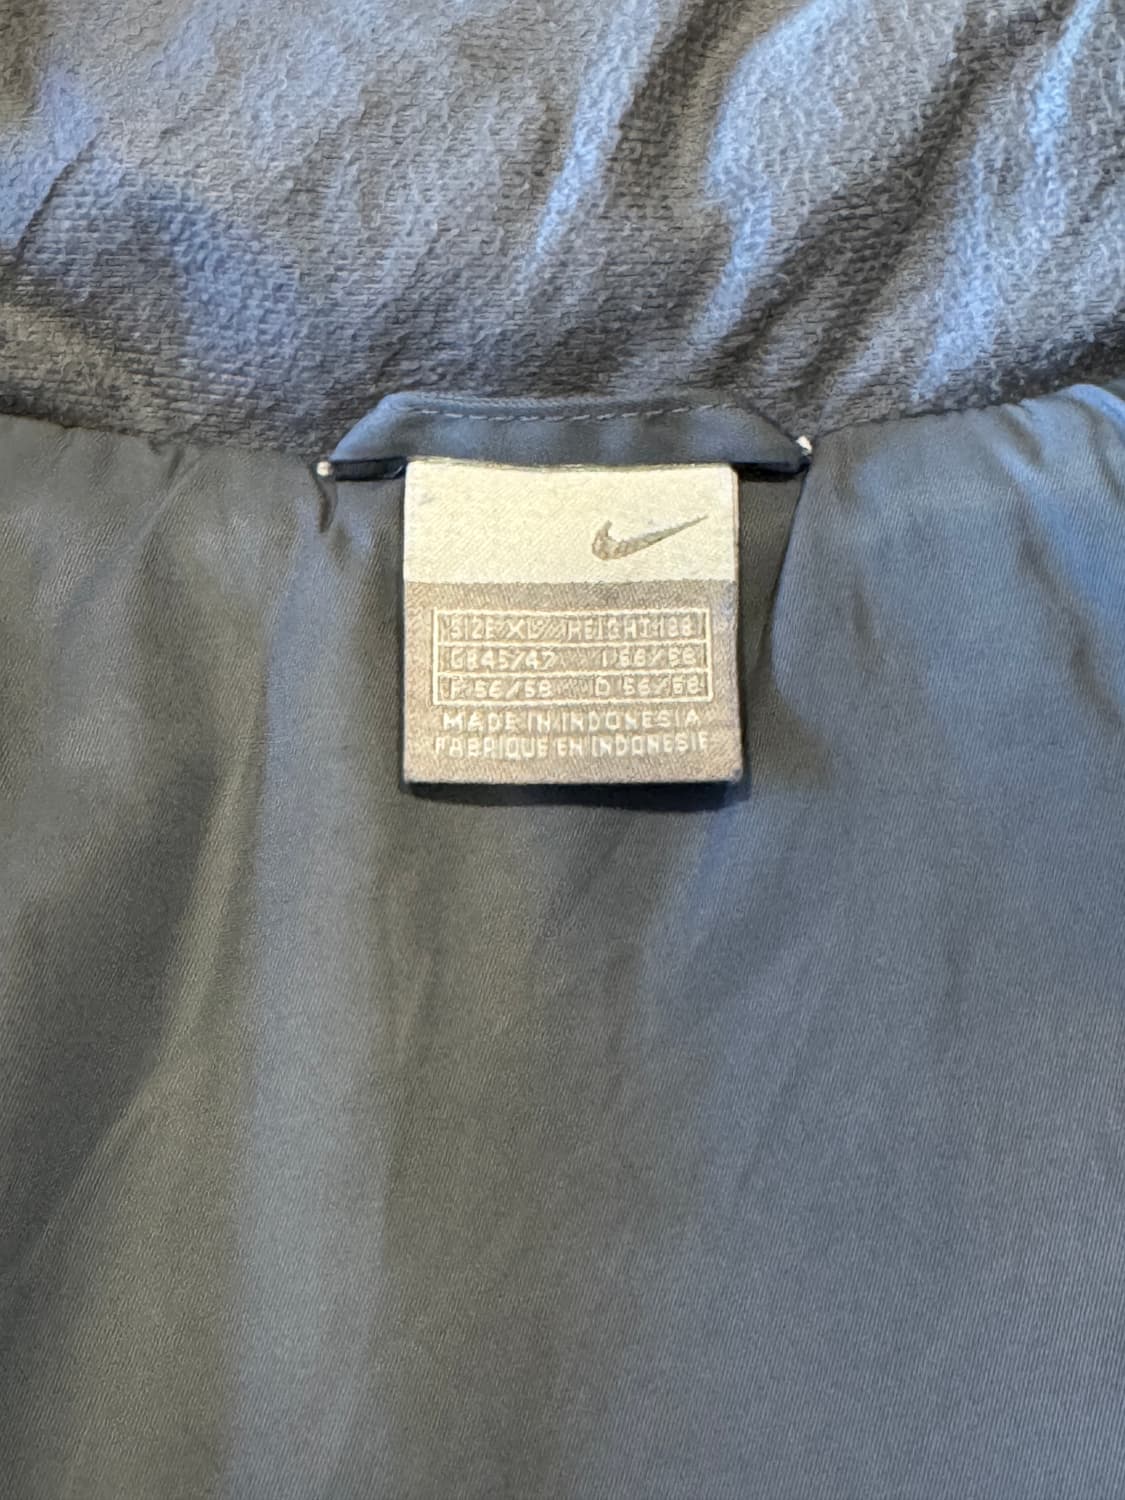 SIZE XL HEIGHT:188
GB 45/47 I 56/58
F 56/58 D 56/58
MADE IN INDONESIA
FABRIQUE EN INDONESIE